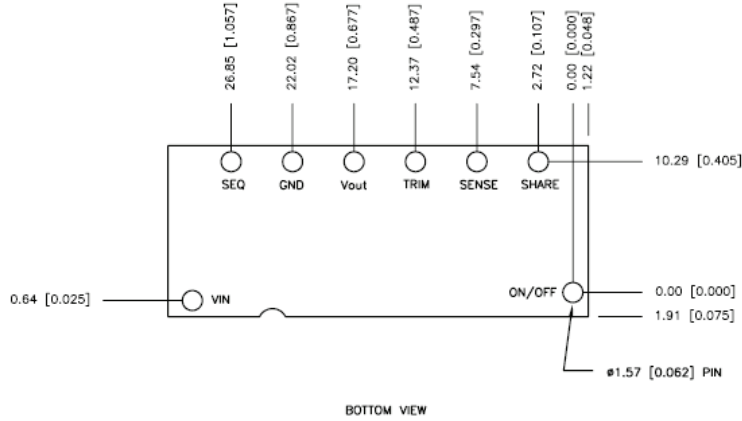 26.85 [1.057]
22.02 [0.867]
17.20 [0.677]
12.37 [0.487]
7.54 [0.297]
2.72 [0.107]
0.00 [0.000]
1.22 [0.048]
10.29 [0.405]
SEQ
GND
Vout
TRIM
SENSE
SHARE
0.64 [0.025]
VIN
ON/OFF
0.00 [0.000]
1.91 [0.075]
ø1.57 [0.062] PIN
BOTTOM VIEW